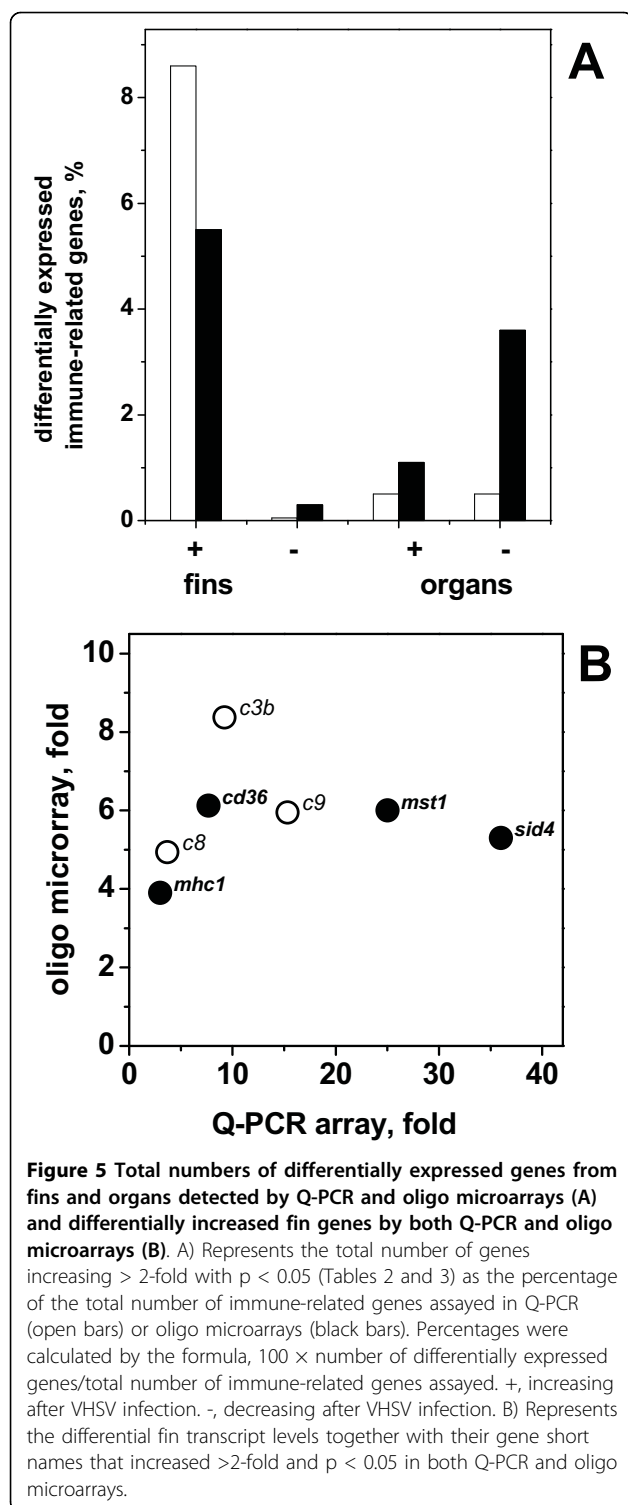 A
differentially expressed
immune-related genes, %
8
6
4
2
0
+ - + -
fins organs
B
oligo microrarray, fold
10
8
6
4
2
0
c3b
cd36
c9
mst1
c8
sid4
mhc1
0 10 20 30 40
Q-PCR array, fold
Figure 5 Total numbers of differentially expressed genes from
fins and organs detected by Q-PCR and oligo microarrays (A)
and differentially increased fin genes by both Q-PCR and oligo
microarrays (B). A) Represents the total number of genes
increasing > 2-fold with p < 0.05 (Tables 2 and 3) as the percentage
of the total number of immune-related genes assayed in Q-PCR
(open bars) or oligo microarrays (black bars). Percentages were
calculated by the formula, 100 × number of differentially expressed
genes/total number of immune-related genes assayed. +, increasing
after VHSV infection. -, decreasing after VHSV infection. B) Represents
the differential fin transcript levels together with their gene short
names that increased >2-fold and p < 0.05 in both Q-PCR and oligo
microarrays.